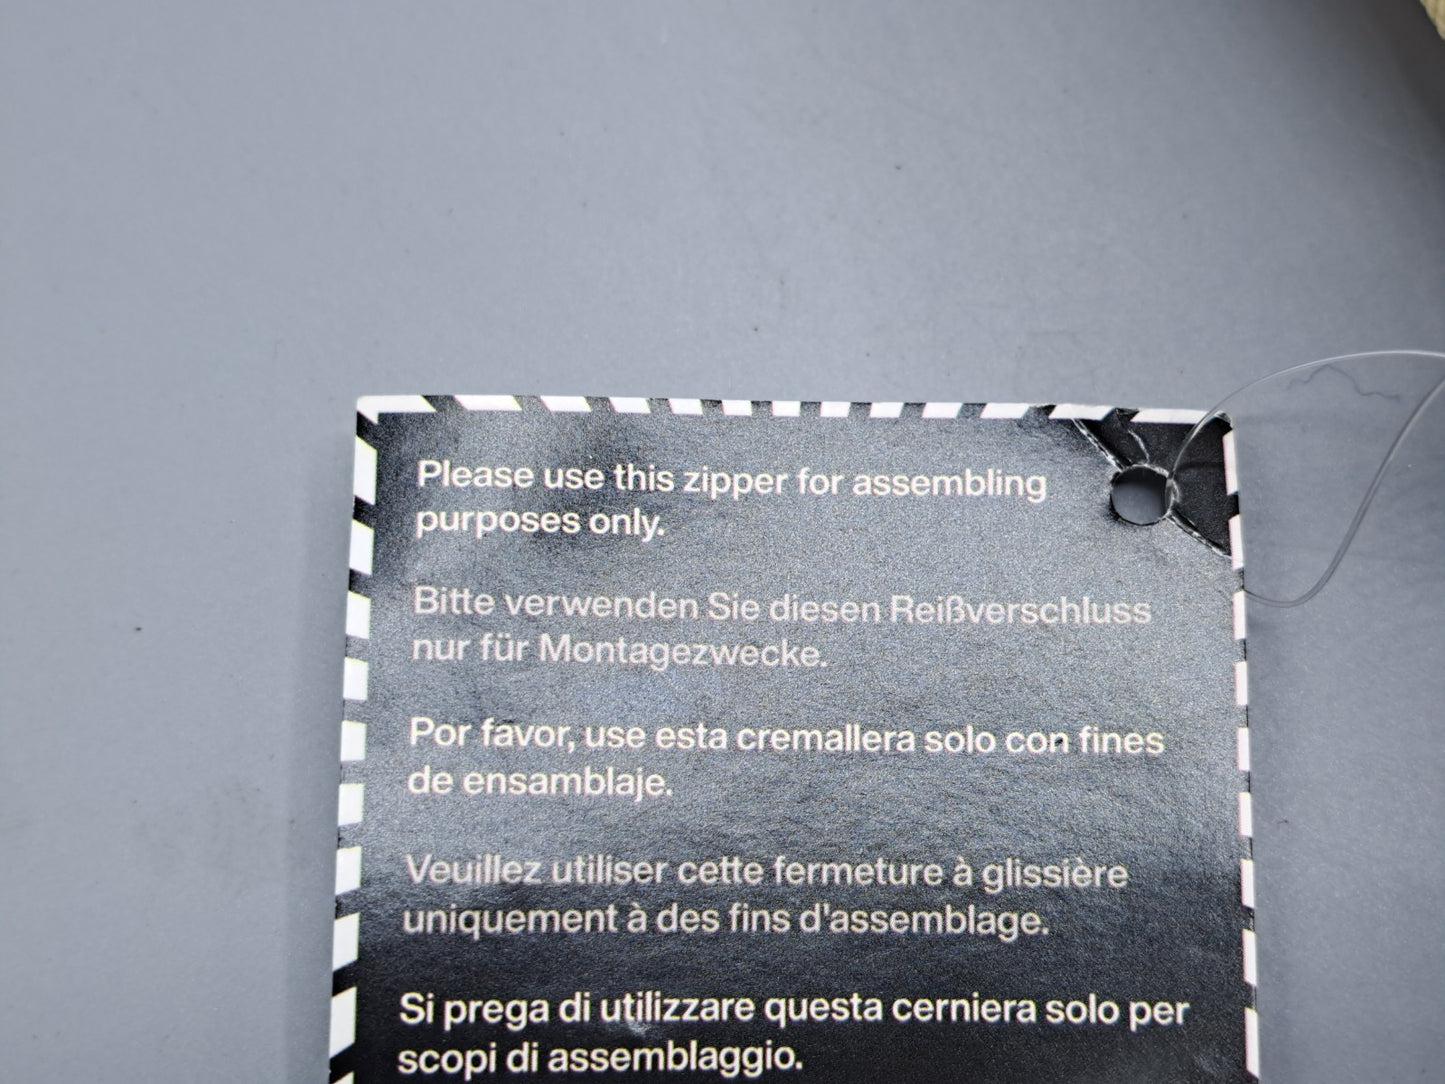 Please use this zipper for assembling
purposes only.
Bitte verwenden Sie diesen Reißverschluss
nur für Montagezwecke.
Por favor, use esta cremallera solo con fines
de ensamblaje.
Veuillez utiliser cette fermeture à glissière
uniquement à des fins d'assemblage.
Si prega di utilizzare questa cerniera solo per
scopi di assemblaggio.